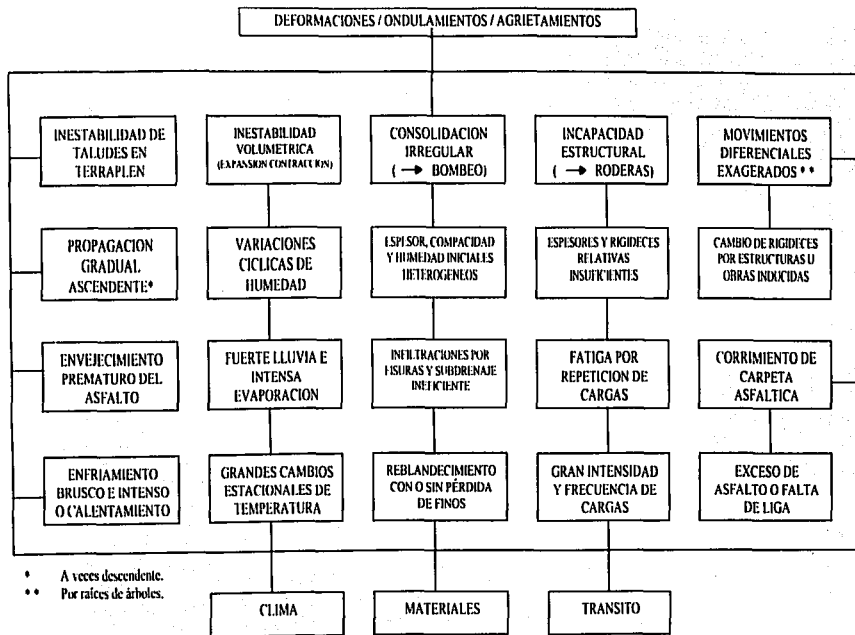 DEFORMACIONES / ONDULAMIENTOS / AGRIETAMIENTOS
INESTABILIDAD DE
TALUDES EN
TERRAPLEN
INESTABILIDAD
VOLUMETRICA
(EXPANSION CONTRACCION)
CONSOLIDACION
IRREGULAR
( → BOMBEO)
INCAPACIDAD
ESTRUCTURAL
( → RODERAS)
MOVIMIENTOS
DIFERENCIALES
EXAGERADOS **
PROPAGACION
GRADUAL
ASCENDENTE*
VARIACIONES
CICLICAS DE
HUMEDAD
ESPESOR, COMPACIDAD
Y HUMEDAD INICIALES
HETEROGENEOS
ESPESORES Y RIGIDECES
RELATIVAS
INSUFICIENTES
CAMBIO DE RIGIDECES
POR ESTRUCTURAS U
OBRAS INDUCIDAS
ENVEJECIMIENTO
PREMATURO DEL
ASFALTO
FUERTE LLUVIA E
INTENSA
EVAPORACION
INFILTRACIONES POR
FISURAS Y SUBDRENAJE
INEFICIENTE
FATIGA POR
REPETICION DE
CARGAS
CORRIMIENTO DE
CARPETA
ASFALTICA
ENFRIAMIENTO
BRUSCO E INTENSO
O CALENTAMIENTO
GRANDES CAMBIOS
ESTACIONALES DE
TEMPERATURA
REBLANDECIMIENTO
CON O SIN PÉRDIDA
DE FINOS
GRAN INTENSIDAD
Y FRECUENCIA DE
CARGAS
EXCESO DE
ASFALTO O FALTA
DE LIGA
* A veces descendente.
** Por raíces de árboles.
CLIMA
MATERIALES
TRANSITO